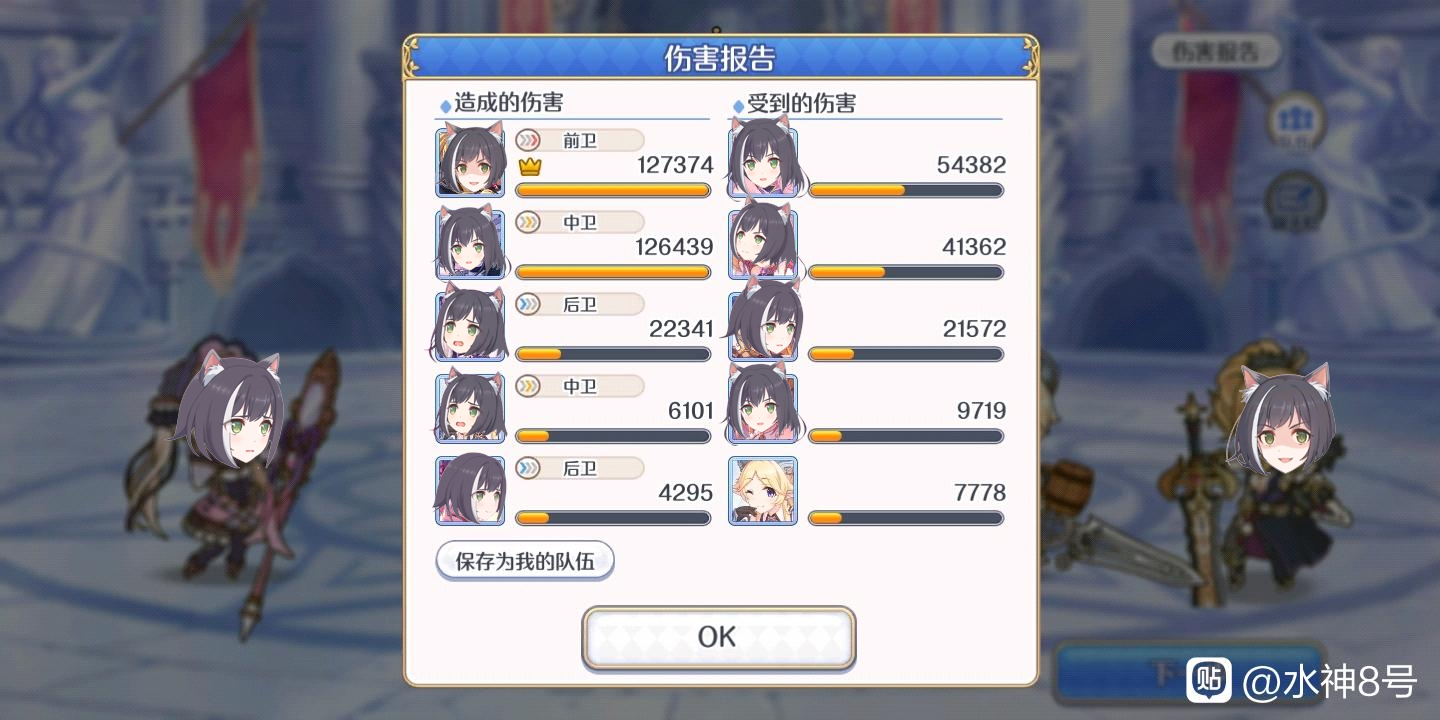 伤害报告
伤害报告
造成的伤害
受到的伤害
前卫
127374
54382
中卫
126439
41362
后卫
22341
21572
中卫
6101
9719
后卫
4295
7778
保存为我的队伍
OK
下
贴 @水神8号